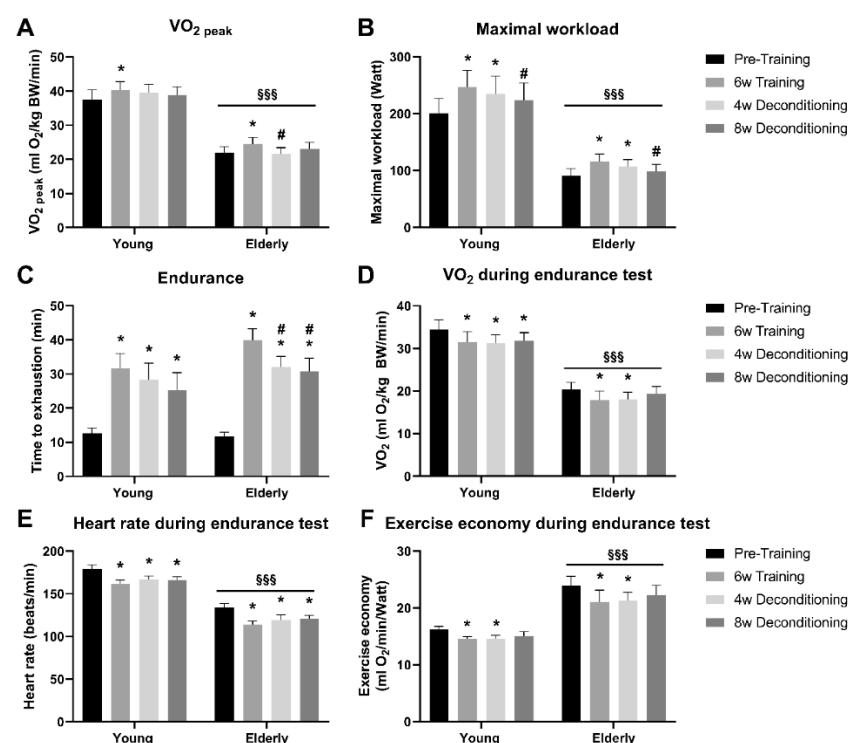 A VO2 peak
VO2 peak (ml O2/kg BW/min)
50
40
30
20
10
0
*
*
#
§§§
Young Elderly
B Maximal workload
Maximal workload (Watt)
300
200
100
0
* * #
§§§
* * #
Young Elderly
Pre-Training
6w Training
4w Deconditioning
8w Deconditioning
C Endurance
Time to exhaustion (min)
50
40
30
20
10
0
* * *
* # * # *
Young Elderly
D VO2 during endurance test
VO2 (ml O2/kg BW/min)
40
30
20
10
0
* * *
§§§
* *
Young Elderly
Pre-Training
6w Training
4w Deconditioning
8w Deconditioning
E Heart rate during endurance test
Heart rate (beats/min)
200
150
100
50
0
* * *
§§§
* * *
Young Elderly
F Exercise economy during endurance test
Exercise economy
(ml O2/min/Watt)
30
20
10
0
* *
§§§
* *
Young Elderly
Pre-Training
6w Training
4w Deconditioning
8w Deconditioning